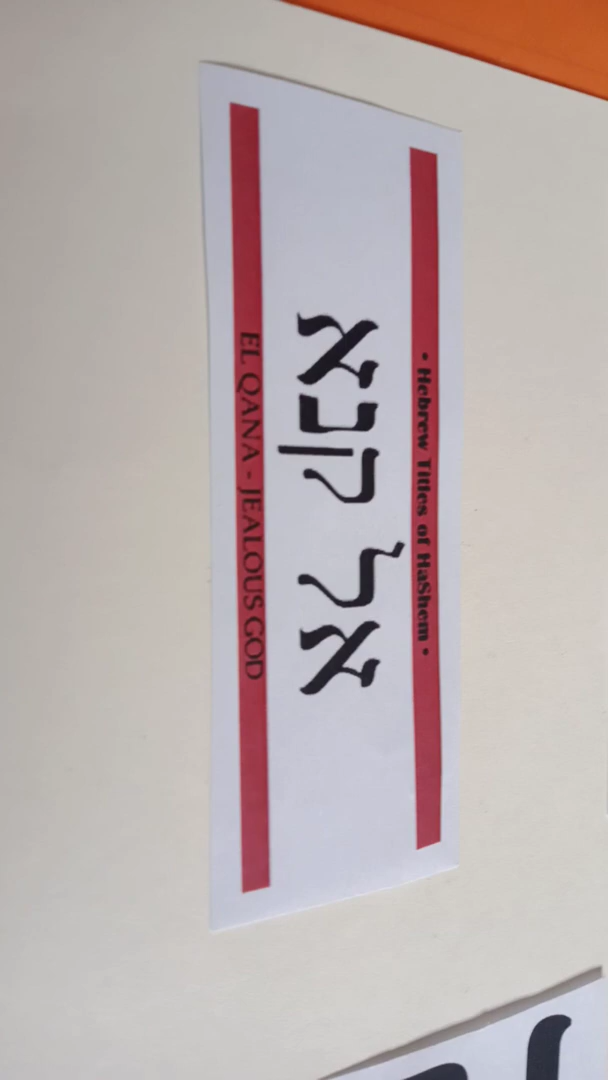 • Hebrew Titles of HaShem •
אל קנא
EL QANA - JEALOUS GOD